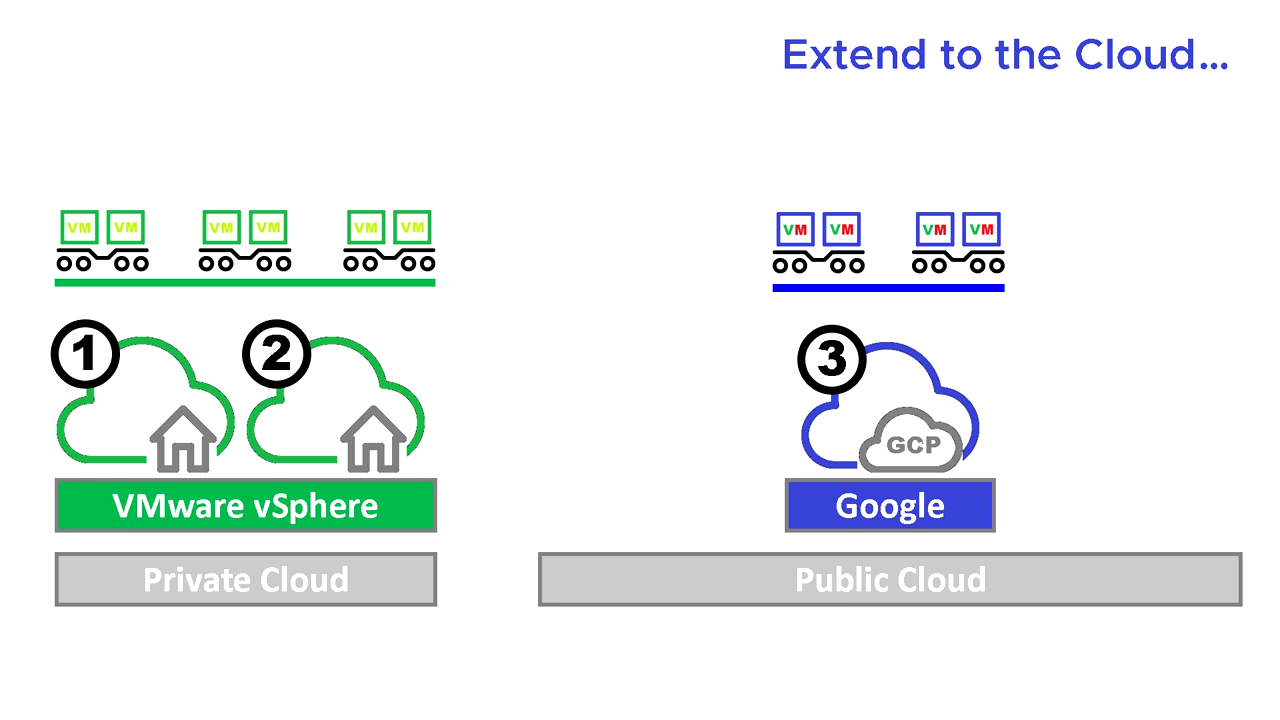 Extend to the Cloud...
VM VM VM VM VM VM
VM VM VM VM
1 2
3
GCP
VMware vSphere
Google
Private Cloud
Public Cloud